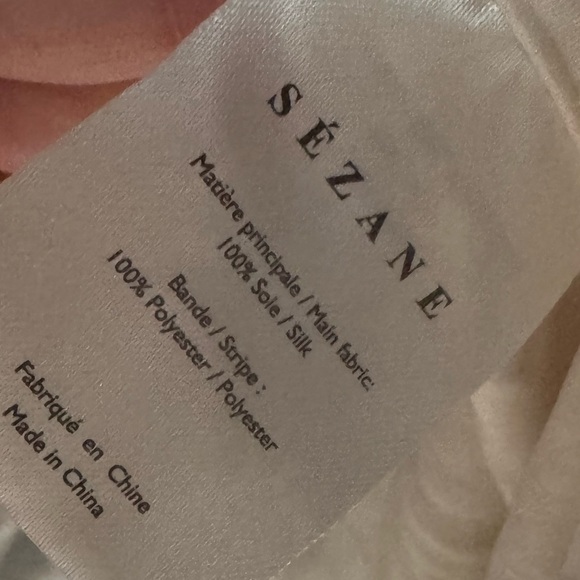 SÉZANE
Matière principale / Main fabric:
100% Soie / Silk
Bande / Stripe :
100% Polyester / Polyester
Fabriqué en Chine
Made in China